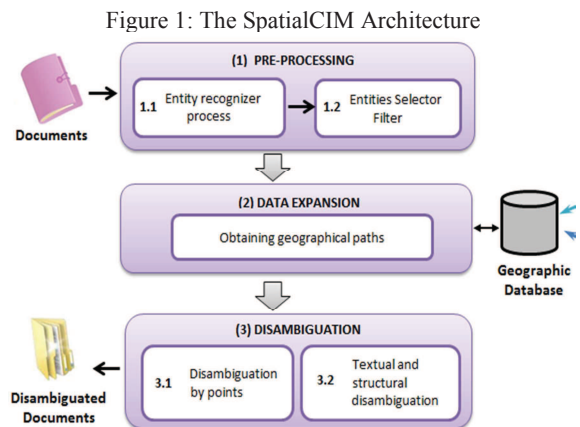 Figure 1: The SpatialCIM Architecture
(1) PRE-PROCESSING
1.1 Entity recognizer
process
1.2 Entities Selector
Filter
Documents
(2) DATA EXPANSION
Obtaining geographical paths
Geographic
Database
(3) DISAMBIGUATION
3.1 Disambiguation
by points
3.2 Textual and
structural
disambiguation
Disambiguated
Documents